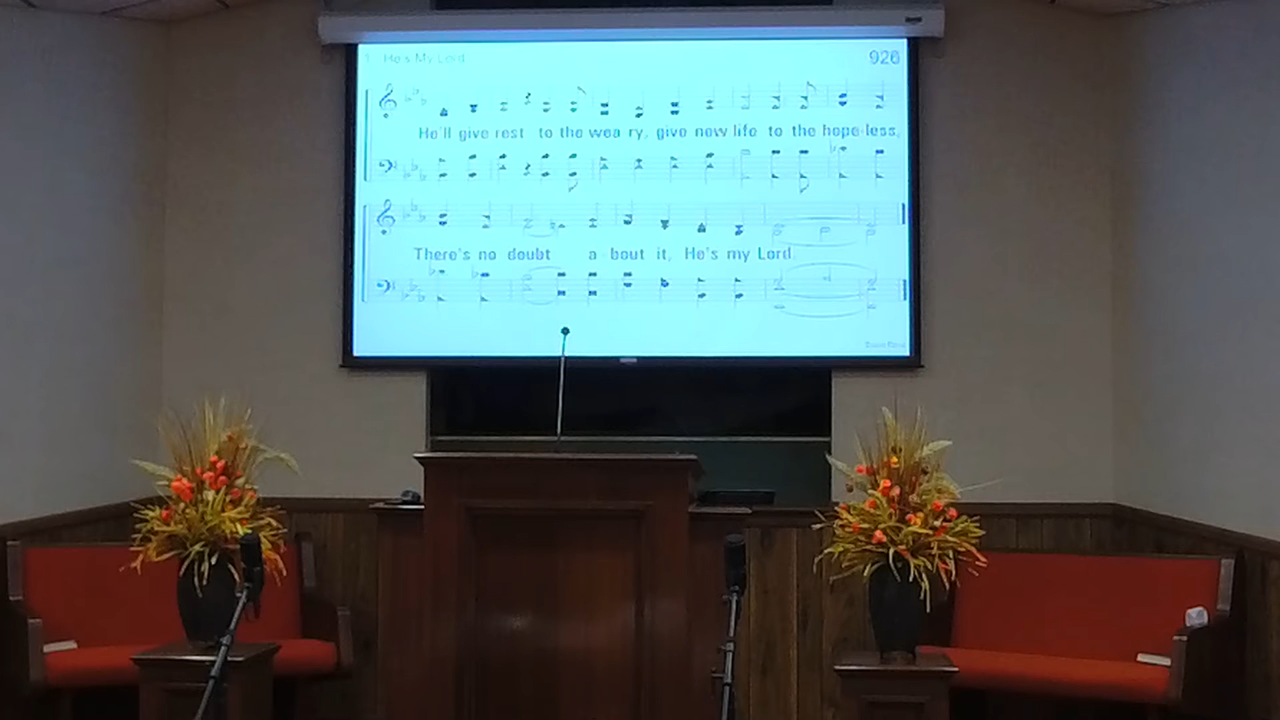 1. He's My Lord
926
He'll give rest to the wea ry, give new life to the hope-less,
There's no doubt a bout it, He's my Lord.